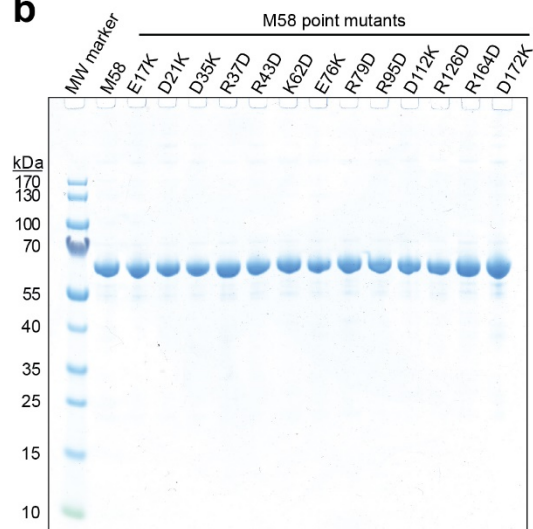 b
M58 point mutants
MW marker
M58
E17K
D21K
D35K
R37D
R43D
K62D
E76K
R79D
R95D
D112K
R126D
R164D
D172K
kDa
170
130
100
70
55
40
35
25
15
10